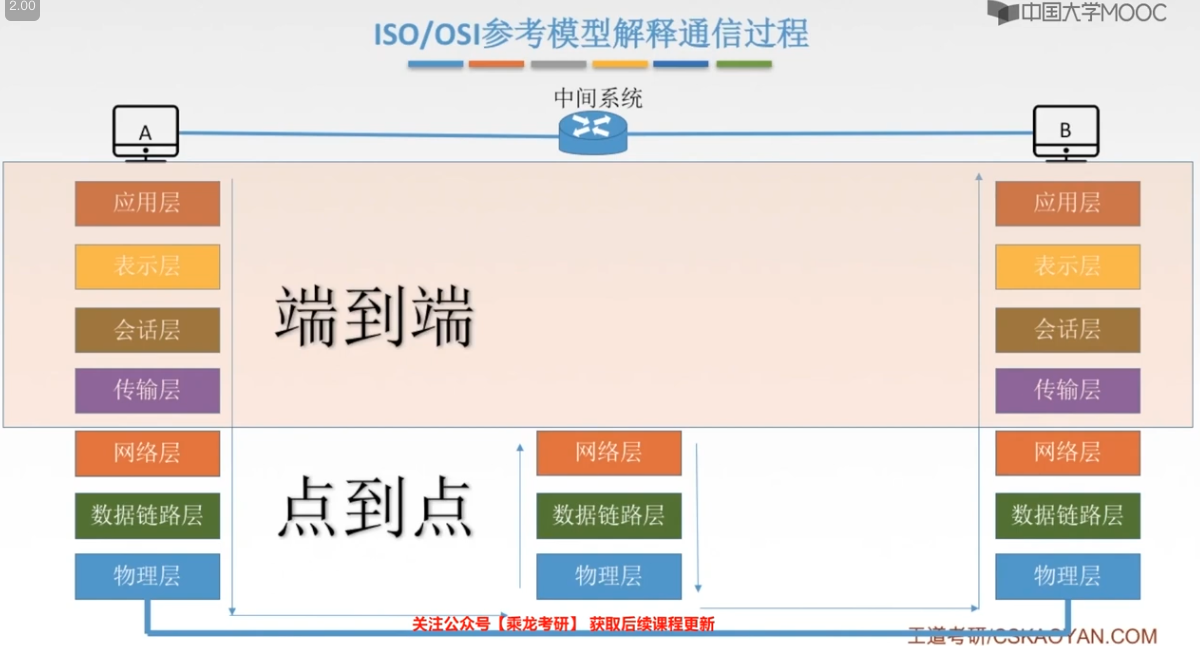 2.00
中国大学MOOC
ISO/OSI参考模型解释通信过程
中间系统
A
B
应用层
应用层
表示层
表示层
端到端
会话层
会话层
传输层
传输层
网络层
网络层
网络层
点到点
数据链路层
数据链路层
数据链路层
物理层
物理层
物理层
关注公众号【乘龙考研】 获取后续课程更新
王道考研/CSKAOYAN.COM